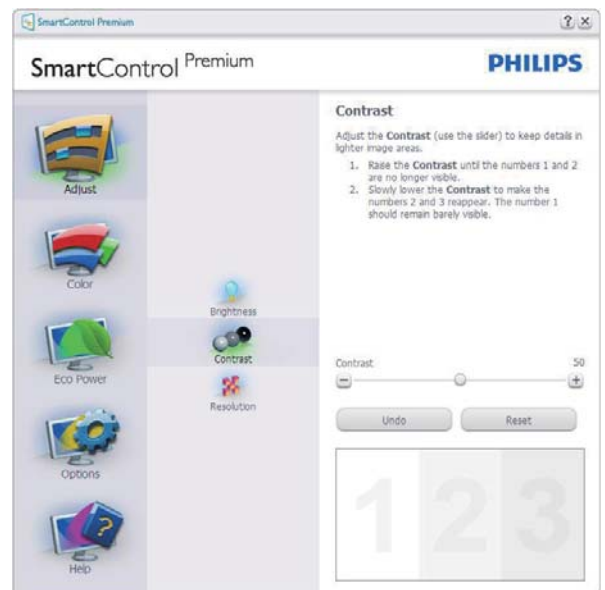 SmartControl Premium
SmartControl Premium
PHILIPS
Adjust
Color
Eco Power
Options
Help
Brightness
Contrast
Resolution
Contrast
Adjust the Contrast (use the slider) to keep details in
lighter image areas.
1. Raise the Contrast until the numbers 1 and 2
are no longer visible.
2. Slowly lower the Contrast to make the
numbers 2 and 3 reappear. The number 1
should remain barely visible.
Contrast 50
Undo Reset
1 2 3